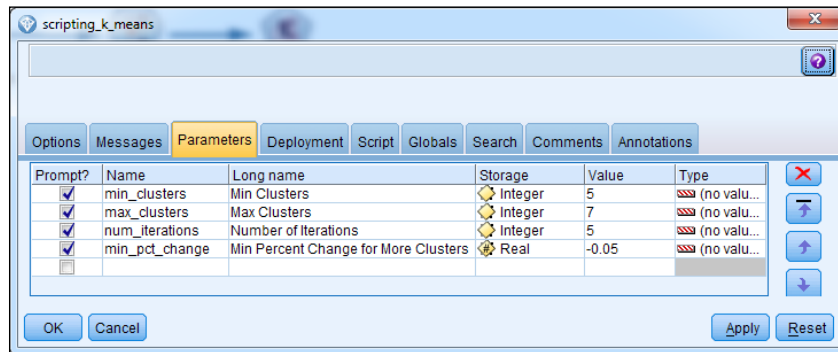 scripting_k_means
Options Messages Parameters Deployment Script Globals Search Comments Annotations
Prompt? Name Long name Storage Value Type
min_clusters Min Clusters Integer 5 (no valu...
max_clusters Max Clusters Integer 7 (no valu...
num_iterations Number of Iterations Integer 5 (no valu...
min_pct_change Min Percent Change for More Clusters Real -0.05 (no valu...
OK Cancel Apply Reset